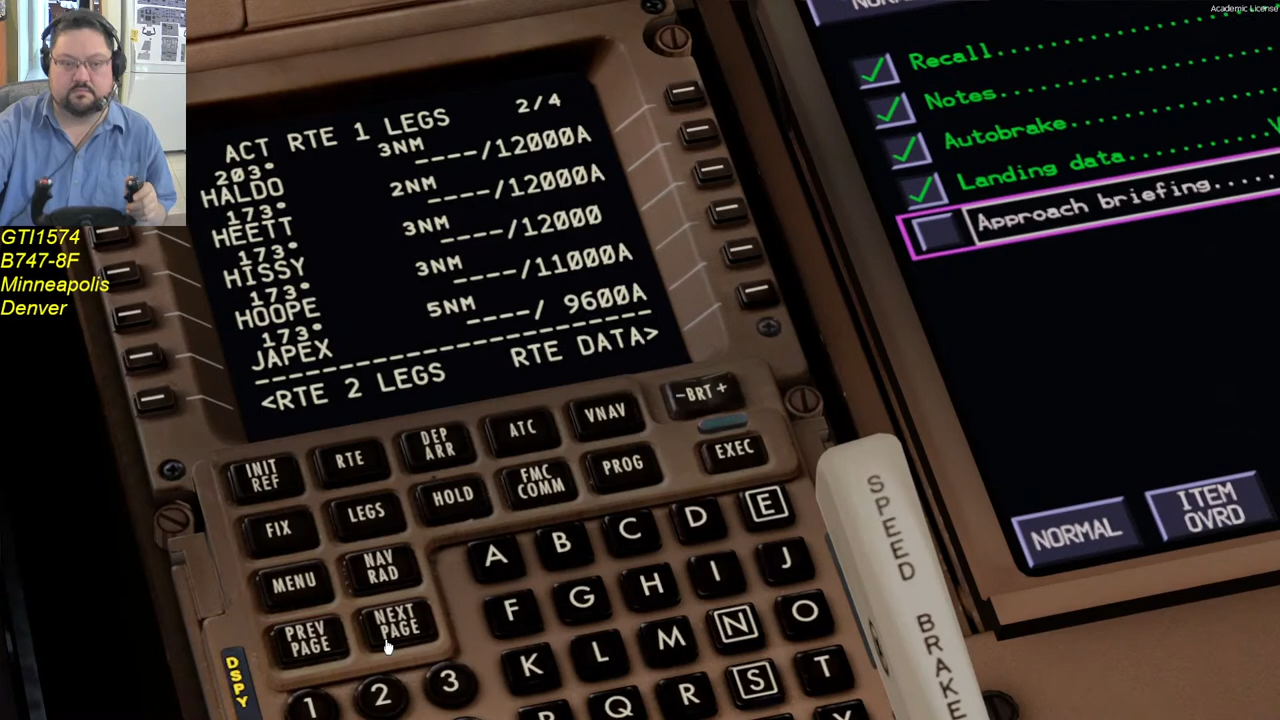 Academic License
GTI1574
B747-8F
Minneapolis
Denver
ACT RTE 1 LEGS 2/4
203° 3NM
HALDO ----/12000A
173° 2NM
HEETT ----/12000A
173° 3NM
HISSY ----/12000
173° 3NM
HOOPE ----/11000A
173° 5NM
JAPEX ----/ 9600A
--------------------
<RTE 2 LEGS RTE DATA>
INIT
REF
RTE
DEP
ARR
ATC
VNAV
-BRT+
FIX
LEGS
HOLD
FMC
COMM
PROG
EXEC
MENU
NAV
RAD
PREV
PAGE
NEXT
PAGE
A B C D E
F G H I J
K L M N O
Q R S T
1 2 3
DSPY
SPEED BRAKE
Recall
Notes
Autobrake
Landing data
Approach briefing
NORMAL
ITEM
OVRD